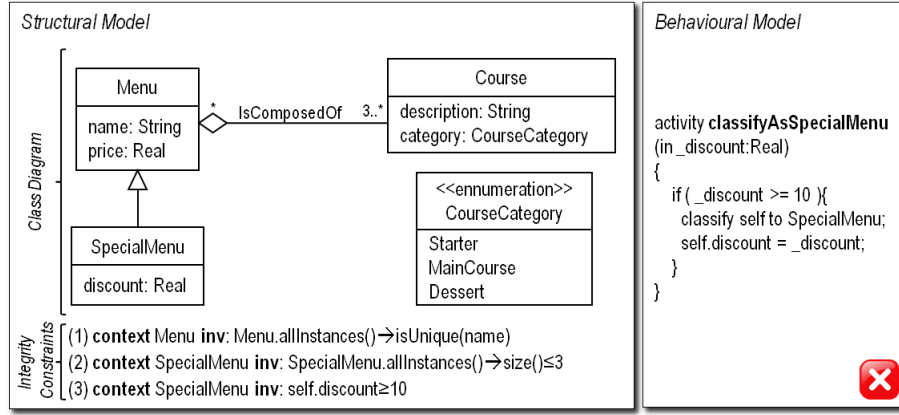 Structural Model
Class Diagram
Menu
name: String
price: Real
*
IsComposedOf
3..*
Course
description: String
category: CourseCategory
<<ennumeration>>
CourseCategory
Starter
MainCourse
Dessert
SpecialMenu
discount: Real
Integrity
Constraints
(1) context Menu inv: Menu.allInstances()→isUnique(name)
(2) context SpecialMenu inv: SpecialMenu.allInstances()→size()≤3
(3) context SpecialMenu inv: self.discount≥10
Behavioural Model
activity classifyAsSpecialMenu
(in _discount:Real)
{
if ( _discount >= 10 ){
classify self to SpecialMenu;
self.discount = _discount;
}
}